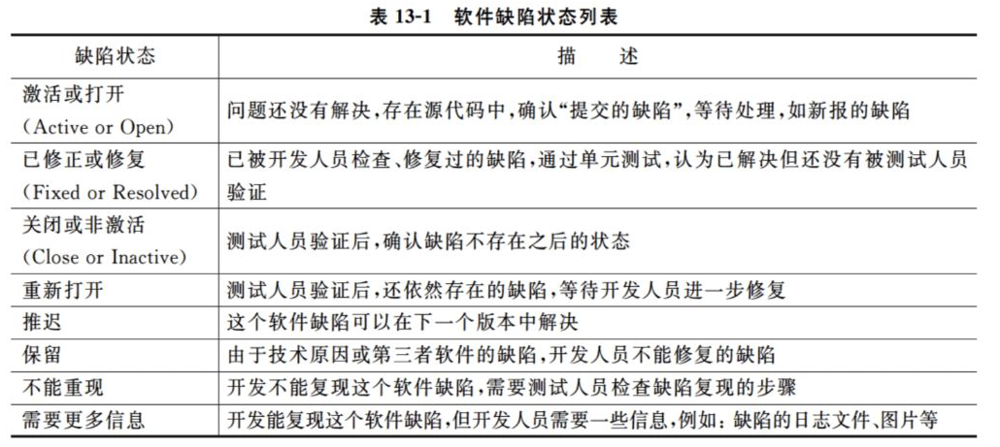 表 13-1 软件缺陷状态列表
缺陷状态 描 述
激活或打开
（Active or Open） 问题还没有解决，存在源代码中，确认“提交的缺陷”，等待处理，如新报的缺陷
已修正或修复 已被开发人员检查、修复过的缺陷，通过单元测试，认为已解决但还没有被测试人员
（Fixed or Resolved） 验证
关闭或非激活
（Close or Inactive） 测试人员验证后，确认缺陷不存在之后的状态
重新打开 测试人员验证后，还依然存在的缺陷，等待开发人员进一步修复
推迟 这个软件缺陷可以在下一个版本中解决
保留 由于技术原因或第三者软件的缺陷，开发人员不能修复的缺陷
不能重现 开发不能复现这个软件缺陷，需要测试人员检查缺陷复现的步骤
需要更多信息 开发能复现这个软件缺陷，但开发人员需要一些信息，例如：缺陷的日志文件、图片等